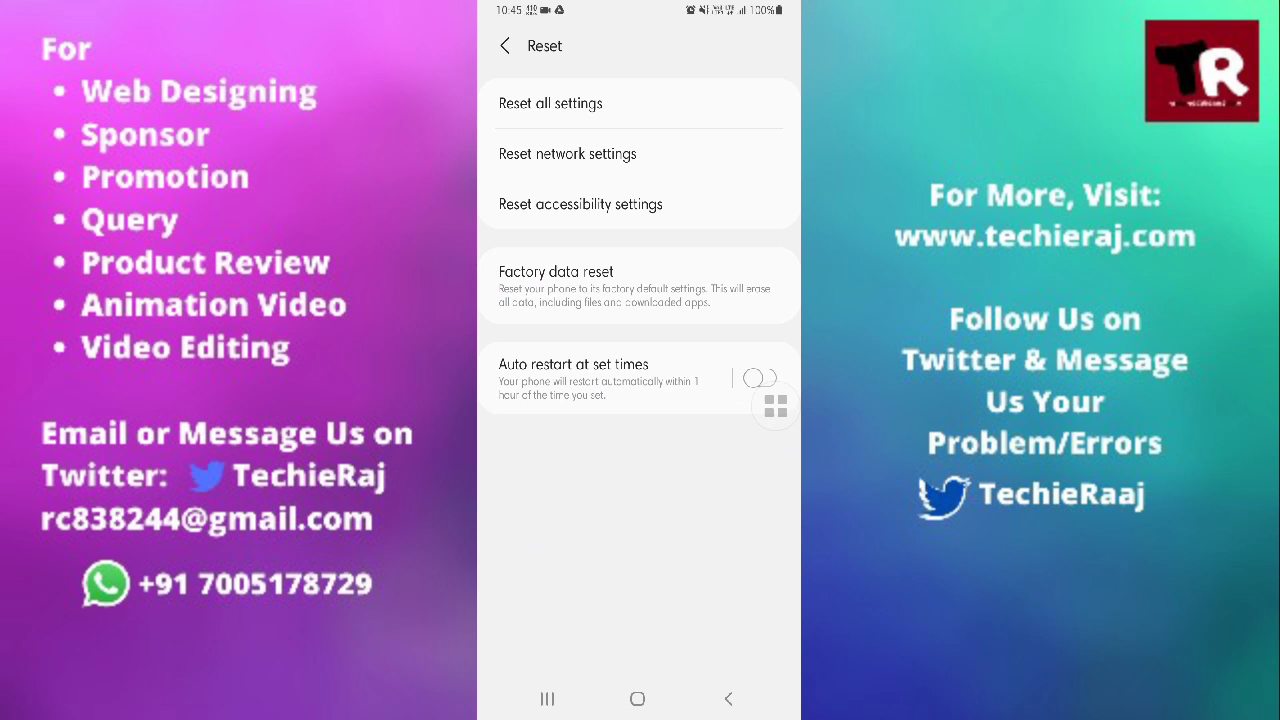 For
• Web Designing
• Sponsor
• Promotion
• Query
• Product Review
• Animation Video
• Video Editing
Email or Message Us on
Twitter: TechieRaj
rc838244@gmail.com
+91 7005178729
10:45
100%
Reset
Reset all settings
Reset network settings
Reset accessibility settings
Factory data reset
Reset your phone to its factory default settings. This will erase
all data, including files and downloaded apps.
Auto restart at set times
Your phone will restart automatically within 1
hour of the time you set.
TR
For More, Visit:
www.techieraj.com
Follow Us on
Twitter & Message
Us Your
Problem/Errors
TechieRaaj